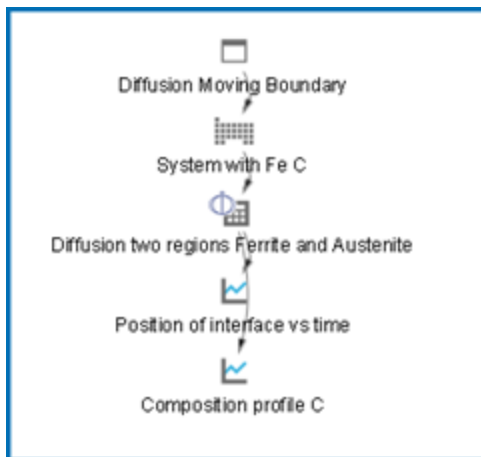 Diffusion Moving Boundary
System with Fe C
Diffusion two regions Ferrite and Austenite
Position of interface vs time
Composition profile C